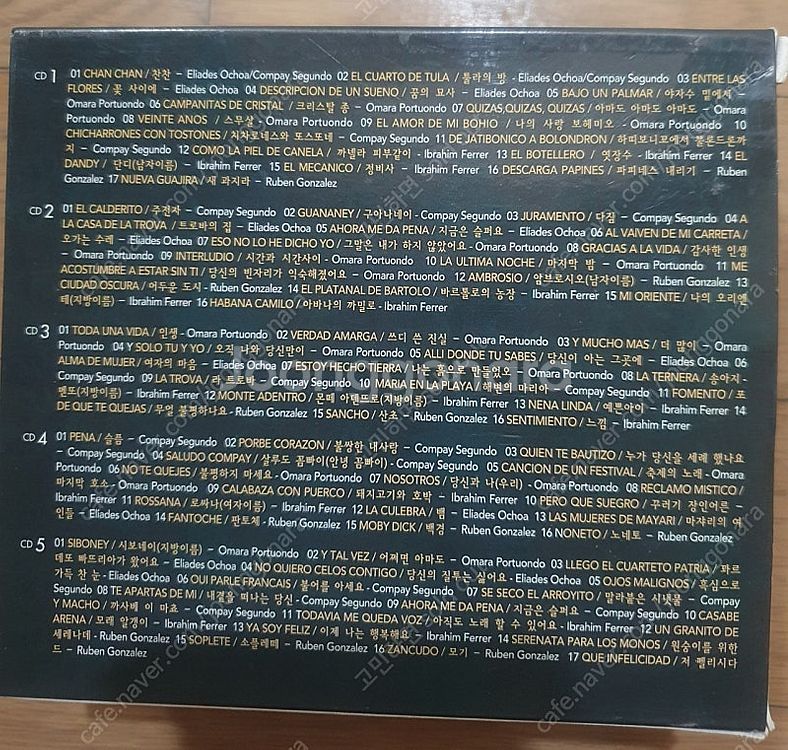 CD 1 01 CHAN CHAN / 찬찬 – Eliades Ochoa/Compay Segundo 02 EL CUARTO DE TULA / 툴라의 방 - Eliades Ochoa/Compay Segundo 03 ENTRE LAS
FLORES / 꽃 사이에 – Eliades Ochoa 04 DESCRIPCION DE UN SUENO / 꿈의 묘사 – Eliades Ochoa 05 BAJO UN PALMAR / 야자수 밑에서 –
Omara Portuondo 06 CAMPANITAS DE CRISTAL / 크리스탈 종 – Omara Portuondo 07 QUIZAS,QUIZAS, QUIZAS / 아마도 아마도 아마도 – Omara
Portuondo 08 VEINTE ANOS / 스무살 – Omara Portuondo 09 EL AMOR DE MI BOHIO / 나의 사랑 보헤미오 – Omara Portuondo 10
CHICHARRONES CON TOSTONES / 치차로네스와 또스또네 – Compay Segundo 11 DE JATIBONICO A BOLONDRON / 하띠보니꼬에서 볼론드론까
지 – Compay Segundo 12 COMO LA PIEL DE CANELA / 까넬라 피부같이 – Ibrahim Ferrer 13 EL BOTELLERO / 엿장수 – Ibrahim Ferrer 14 EL
DANDY / 단디(남자이름) – Ibrahim Ferrer 15 EL MECANICO / 정비사 – Ibrahim Ferrer 16 DESCARGA PAPINES / 파피네스 내리기 – Ruben
Gonzalez 17 NUEVA GUAJIRA / 새 과지라 – Ruben Gonzalez
CD 2 01 EL CALDERITO / 주전자 – Compay Segundo 02 GUANANEY / 구아나네이 - Compay Segundo 03 JURAMENTO / 다짐 – Compay Segundo 04 A
LA CASA DE LA TROVA / 트로바의 집 – Eliades Ochoa 05 AHORA ME DA PENA / 지금은 슬퍼요 – Eliades Ochoa 06 AL VAIVEN DE MI CARRETA /
오가는 수레 – Eliades Ochoa 07 ESO NO LO HE DICHO YO / 그말은 내가 하지 않았어요 – Omara Portuondo 08 GRACIAS A LA VIDA / 감사한 인생
– Omara Portuondo 09 INTERLUDIO / 시간과 시간사이 – Omara Portuondo 10 LA ULTIMA NOCHE / 마지막 밤 – Omara Portuondo 11 ME
ACOSTUMBRE A ESTAR SIN TI / 당신의 빈자리가 익숙해졌어요 – Omara Portuondo 12 AMBROSIO / 암브로시오(남자이름) – Ruben Gonzalez 13
CIUDAD OSCURA / 어두운 도시 – Ruben Gonzalez 14 EL PLATANAL DE BARTOLO / 바르톨로의 농장 – Ibrahim Ferrer 15 MI ORIENTE / 나의 오리엔
테(지방이름) – Ibrahim Ferrer 16 HABANA CAMILO / 아바나의 까밀로 - Ibrahim Ferrer
CD 3 01 TODA UNA VIDA / 인생 – Omara Portuondo 02 VERDAD AMARGA / 쓰디 쓴 진실 – Omara Portuondo 03 Y MUCHO MAS / 더 많이 – Omara
Portuondo 04 Y SOLO TU Y YO / 오직 나와 당신만이 – Omara Portuondo 05 ALLI DONDE TU SABES / 당신이 아는 그곳에 – Eliades Ochoa 06
ALMA DE MUJER / 여자의 마음 – Eliades Ochoa 07 ESTOY HECHO TIERRA / 나는 흙으로 만들었어 – Eliades Ochoa 08 LA TERNERA / 송아지 -
Compay Segundo 09 LA TROVA / 라 트로바 – Compay Segundo 10 MARIA EN LA PLAYA / 해변의 마리아 – Compay Segundo 11 FOMENTO / 포
멘또(지방이름) – Ibrahim Ferrer 12 MONTE ADENTRO / 몬떼 아덴뜨로(지방이름) – Ibrahim Ferrer 13 NENA LINDA / 예쁜아이 – Ibrahim Ferrer 14
DE QUE TE QUEJAS / 무얼 불평하나요 - Ruben Gonzalez 15 SANCHO / 산초 – Ruben Gonzalez 16 SENTIMIENTO / 느낌 – Ibrahim Ferrer
CD 4 01 PENA / 슬픔 – Compay Segundo 02 PORBE CORAZON / 불쌍한 내사랑 – Compay Segundo 03 QUIEN TE BAUTIZO / 누가 당신을 세례 했나요
– Compay Segundo 04 SALUDO COMPAY / 살루도 꼼빠이(안녕 꼼빠이) - Compay Segundo 05 CANCION DE UN FESTIVAL / 축제의 노래 - Omara
Portuondo 06 NO TE QUEJES / 불평하지 마세요 - Omara Portuondo 07 NOSOTROS / 당신과 나(우리) – Omara Portuondo 08 RECLAMO MISTICO /
마지막 호소 – Omara Portuondo 09 CALABAZA CON PUERCO / 돼지고기와 호박 – Ibrahim Ferrer 10 PERO QUE SUEGRO / 꾸러기 장인어른 –
Ibrahim Ferrer 11 ROSSANA / 로싸나(여자이름) – Ibrahim Ferrer 12 LA CULEBRA / 뱀 – Eliades Ochoa 13 LAS MUJERES DE MAYARI / 마쟈리의 여
인들 – Eliades Ochoa 14 FANTOCHE / 판토체 - Ruben Gonzalez 15 MOBY DICK / 백경 – Ruben Gonzalez 16 NONETO / 노네토 – Ruben Gonzalez
CD 5 01 SIBONEY / 시보네이(지방이름) – Omara Portuondo 02 Y TAL VEZ / 어쩌면 아마도 – Omara Portuondo 03 LLEGO EL CUARTETO PATRIA / 꽈르
데또 빠뜨리아가 왔어요 – Eliades Ochoa 04 NO QUIERO CELOS CONTIGO / 당신의 질투는 싫어요 – Eliades Ochoa 05 OJOS MALIGNOS / 흑심으로
가득 찬 눈 – Eliades Ochoa 06 OUI PARLE FRANCAIS / 불어를 아세요 – Compay Segundo 07 SE SECO EL ARROYITO / 말라붙은 시냇물 – Compay
Segundo 08 TE APARTAS DE MI / 내곁을 떠나는 당신 – Compay Segundo 09 AHORA ME DA PENA / 지금은 슬퍼요 – Compay Segundo 10 CASABE
Y MACHO / 까사베 이 마쵸 – Compay Segundo 11 TODAVIA ME QUEDA VOZ / 아직도 노래 할 수 있어요 – Ibrahim Ferrer 12 UN GRANITO DE
ARENA / 모래 알갱이 – Ibrahim Ferrer 13 YA SOY FELIZ / 이제 나는 행복해요 – Ibrahim Ferrer 14 SERENATA PARA LOS MONOS / 원숭이를 위한
세레나데 – Ruben Gonzalez 15 SOPLETE / 소플레떼 – Ruben Gonzalez 16 ZANCUDO / 모기 – Ruben Gonzalez 17 QUE INFELICIDAD / 저 펠리시다
드 – Ruben Gonzalez